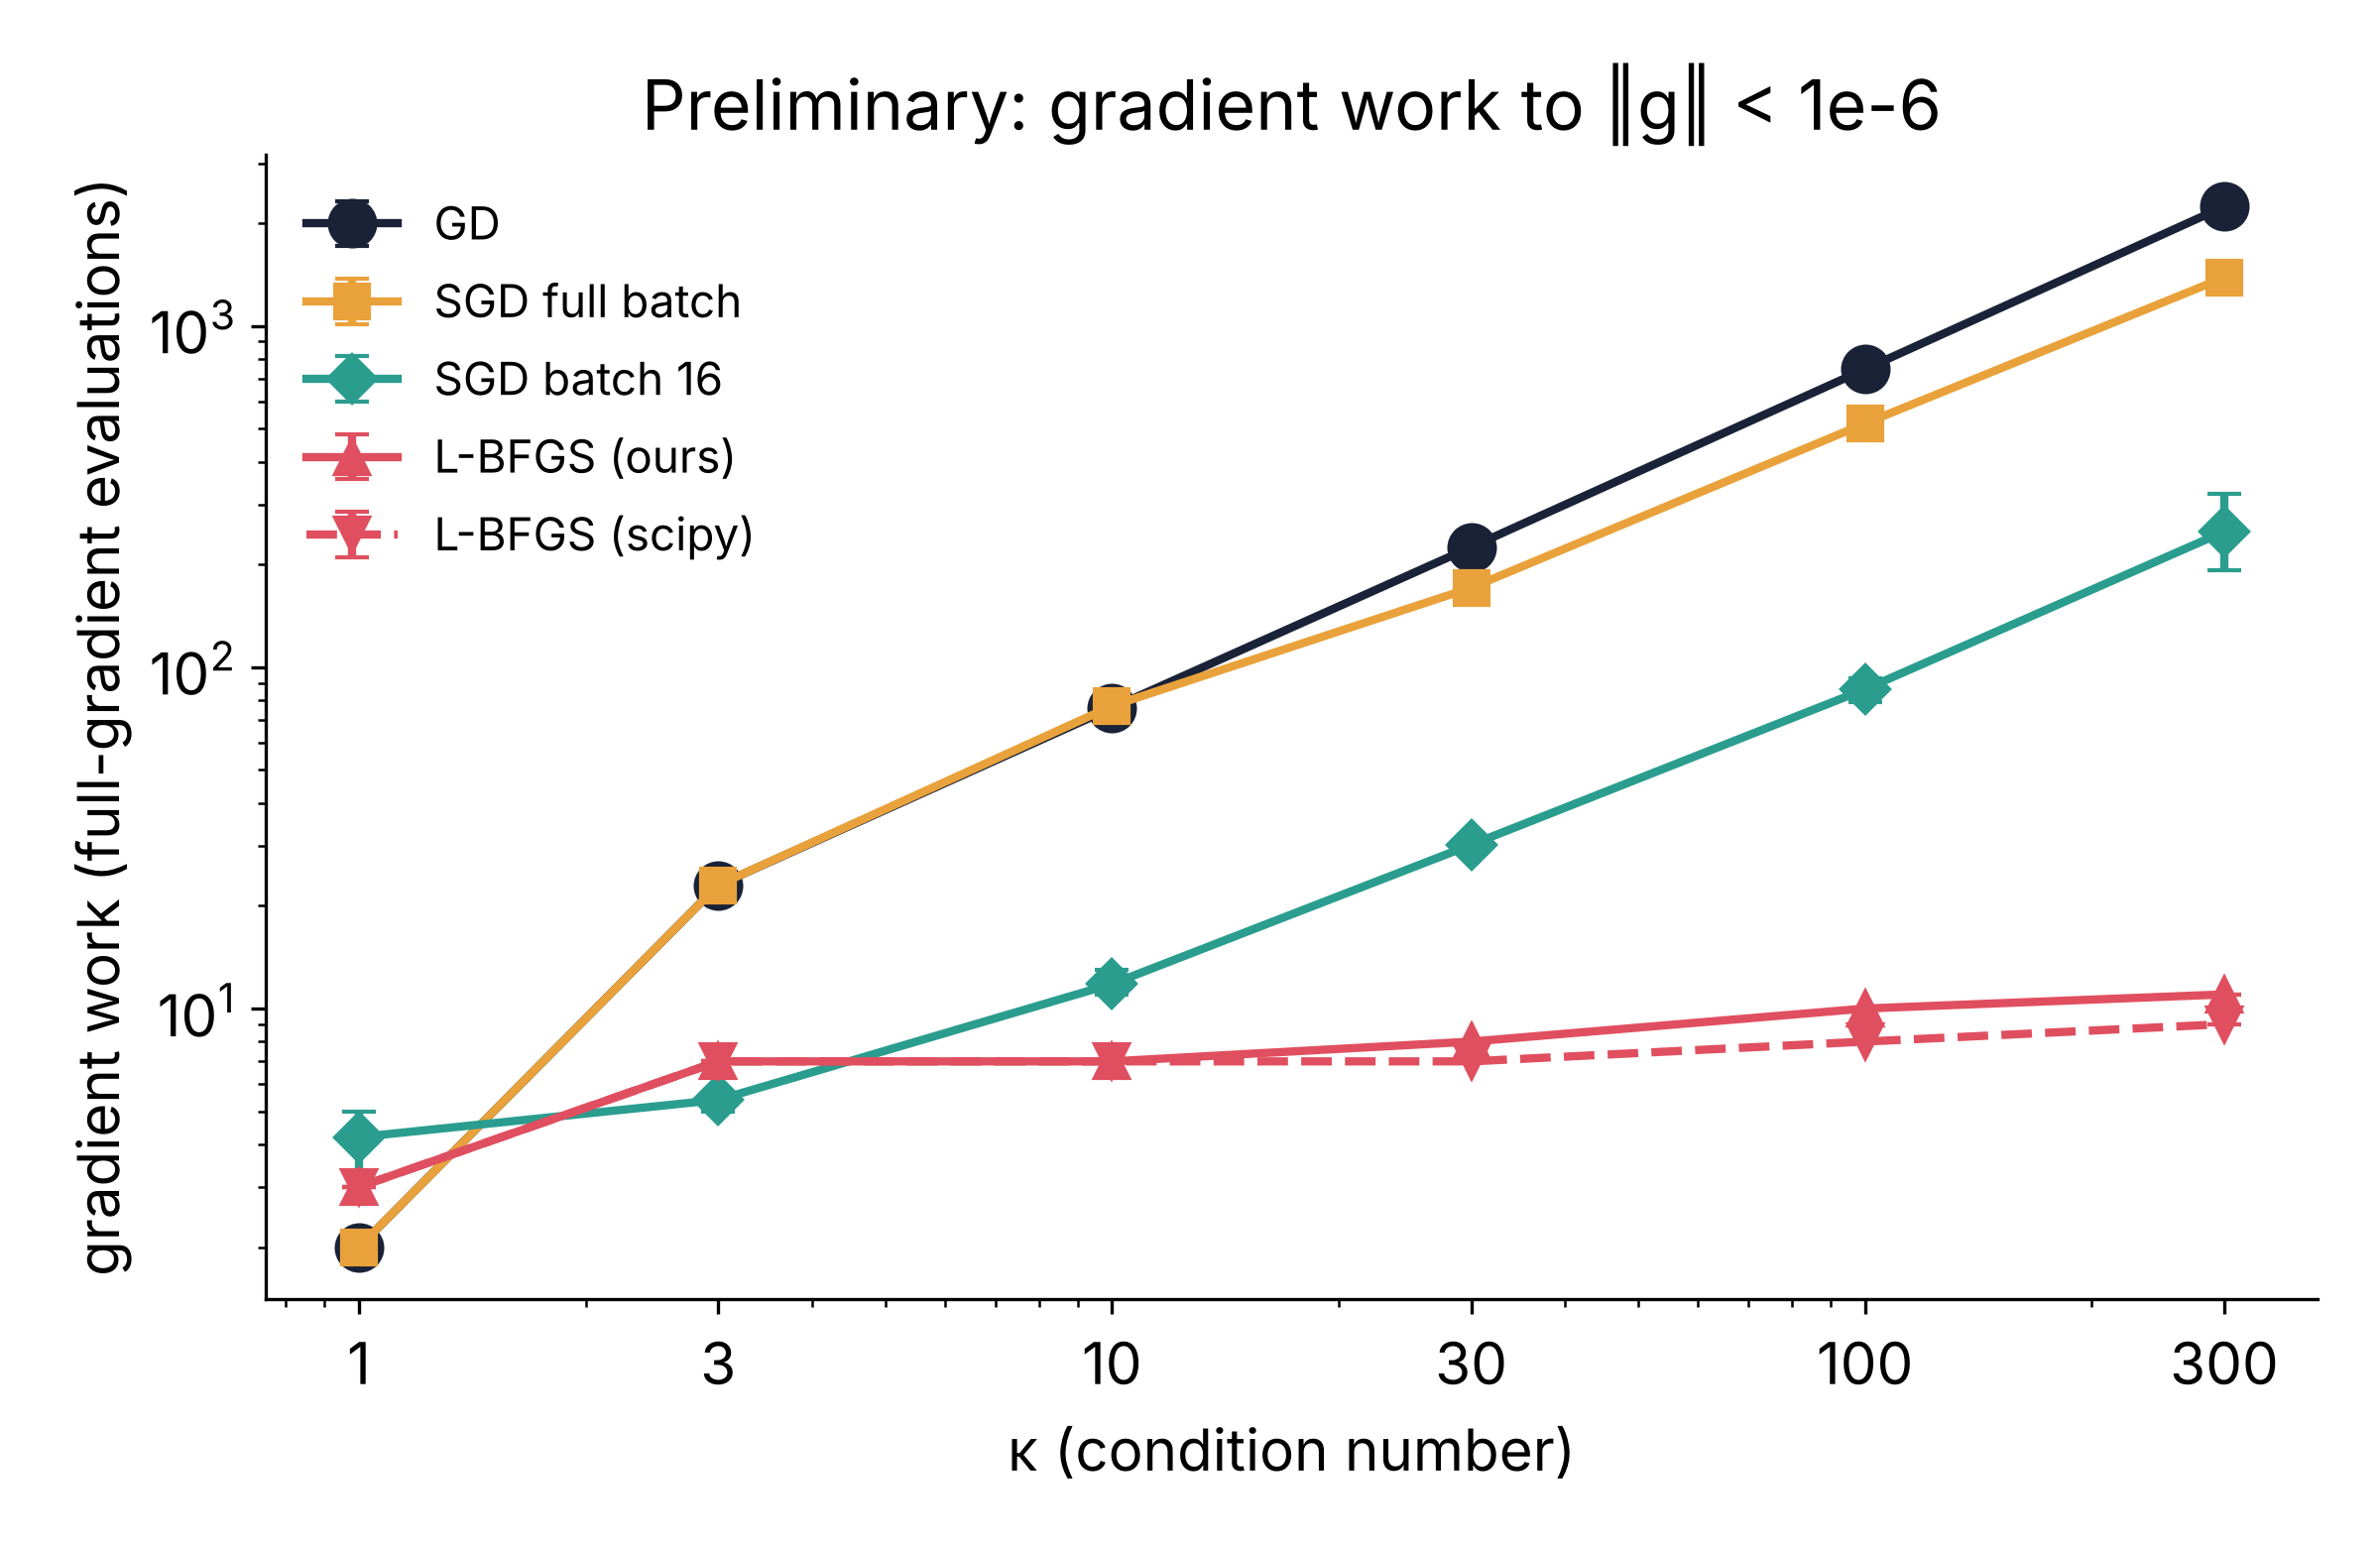 Preliminary: gradient work to ‖g‖ < 1e-6
gradient work (full-gradient evaluations)
10³
10²
10¹
GD
SGD full batch
SGD batch 16
L-BFGS (ours)
L-BFGS (scipy)
1 3 10 30 100 300
κ (condition number)